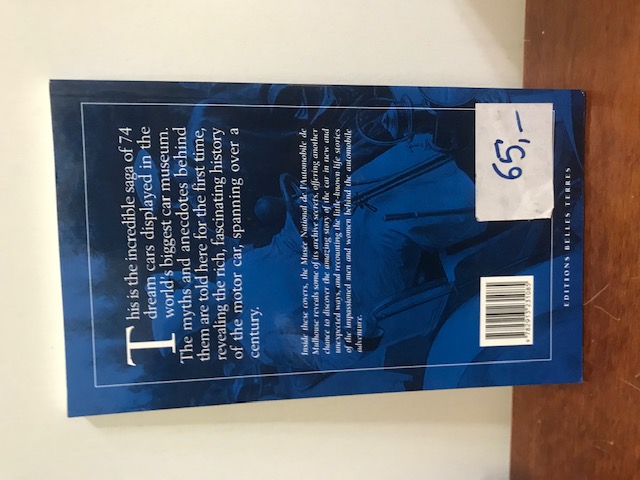 This is the incredible saga of 74
dream cars displayed in the
world's biggest car museum.
The myths and anecdotes behind
them are told here for the first time,
revealing the rich, fascinating history
of the motor car, spanning over a
century.
Inside these covers, the Musée National de l'Automobile de
Mulhouse reveals some of its archive secrets, offering another
chance to discover the amazing story of the car in new and
unexpected ways, and recounting the little-known life stories
of the impassioned men and women behind the automobile
adventure.
65,-
EDITIONS BELLES TERRES